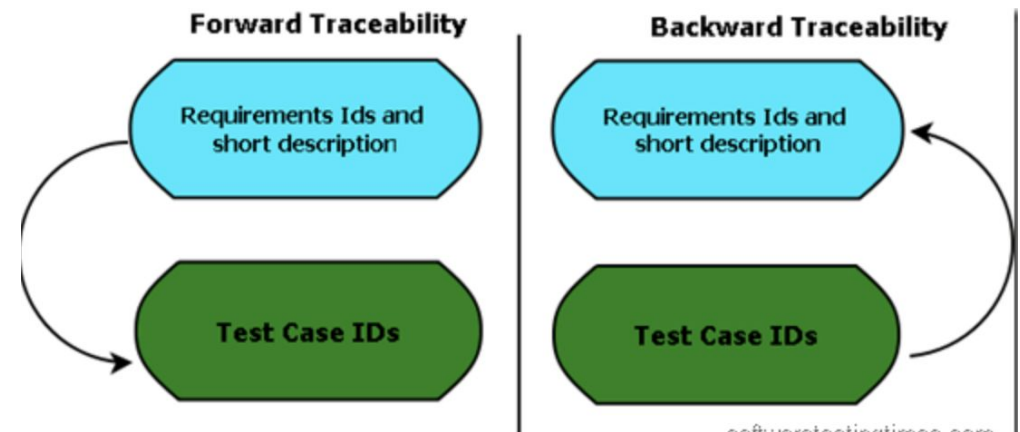 Forward Traceability
Requirements Ids and
short description
Test Case IDs
Backward Traceability
Requirements Ids and
short description
Test Case IDs